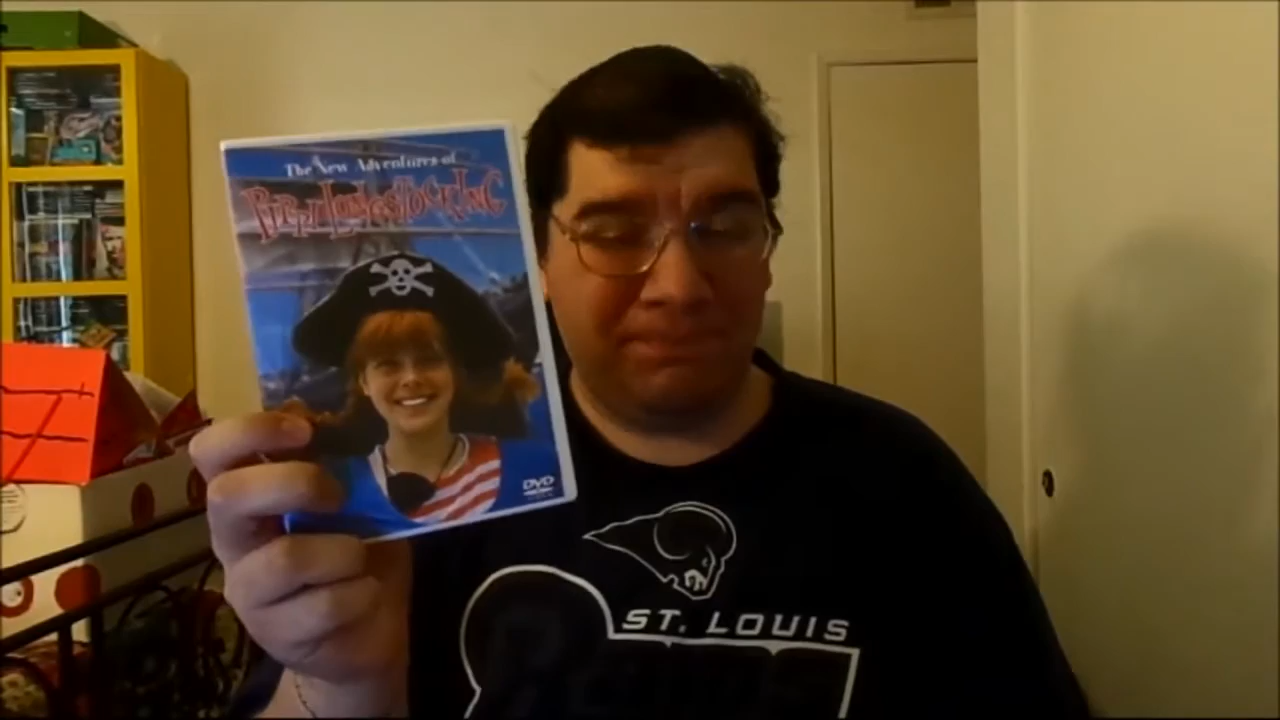 The New Adventures of
PIPPI LONGSTOCKING
DVD
ST. LOUIS